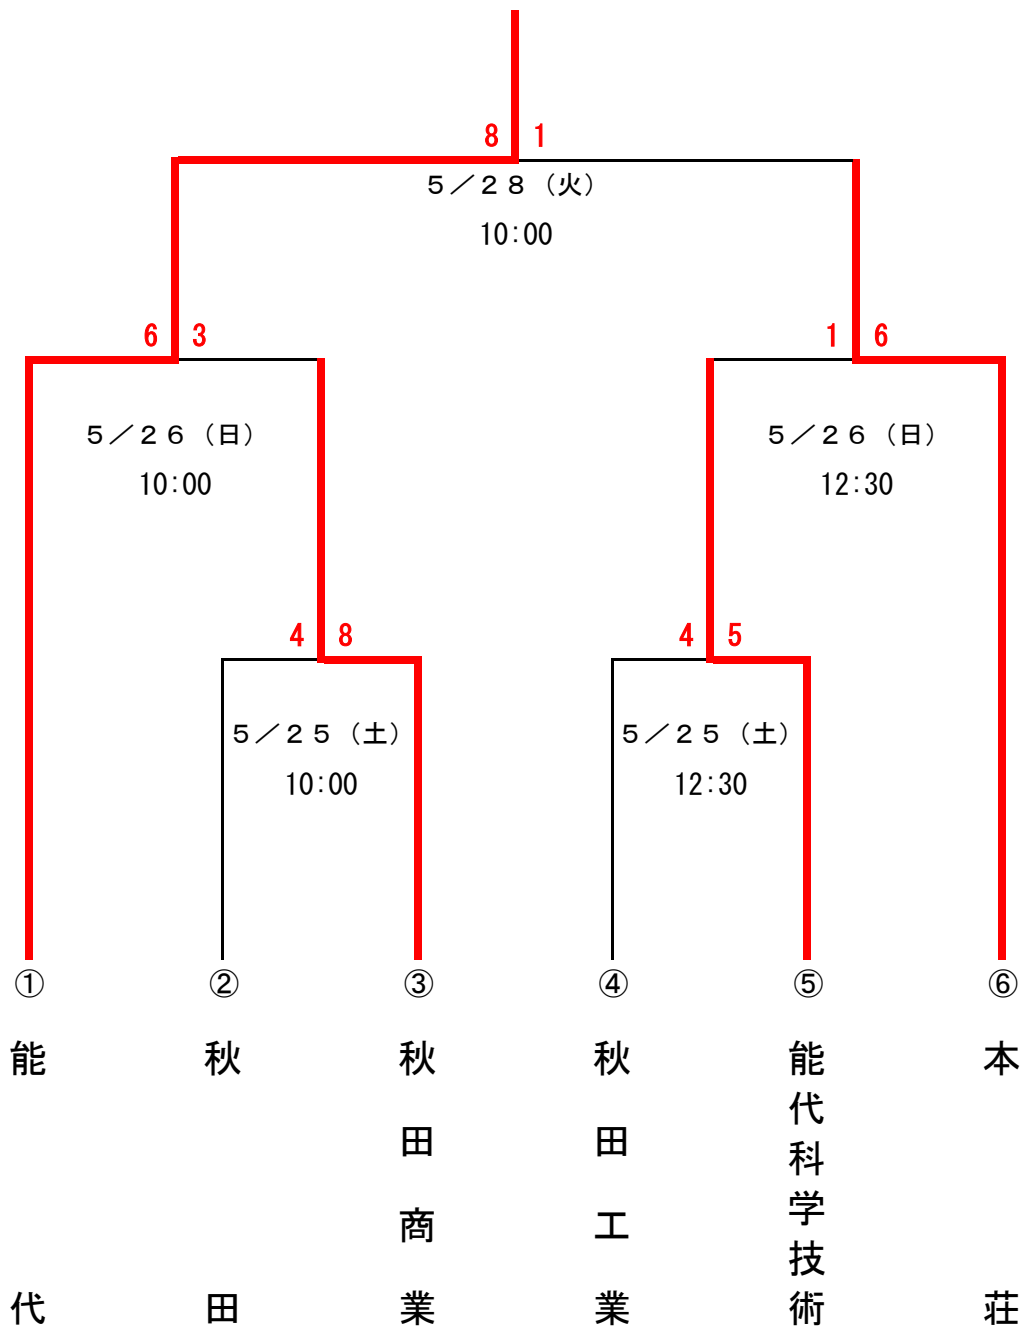 8 1
5／28（火）
10:00
6 3
1 6
5／26（日）
10:00
5／26（日）
12:30
4 8
4 5
5／25（土）
10:00
5／25（土）
12:30
① ② ③ ④ ⑤ ⑥
能代
秋田
秋田商業
秋田工業
能代科学技術
本荘